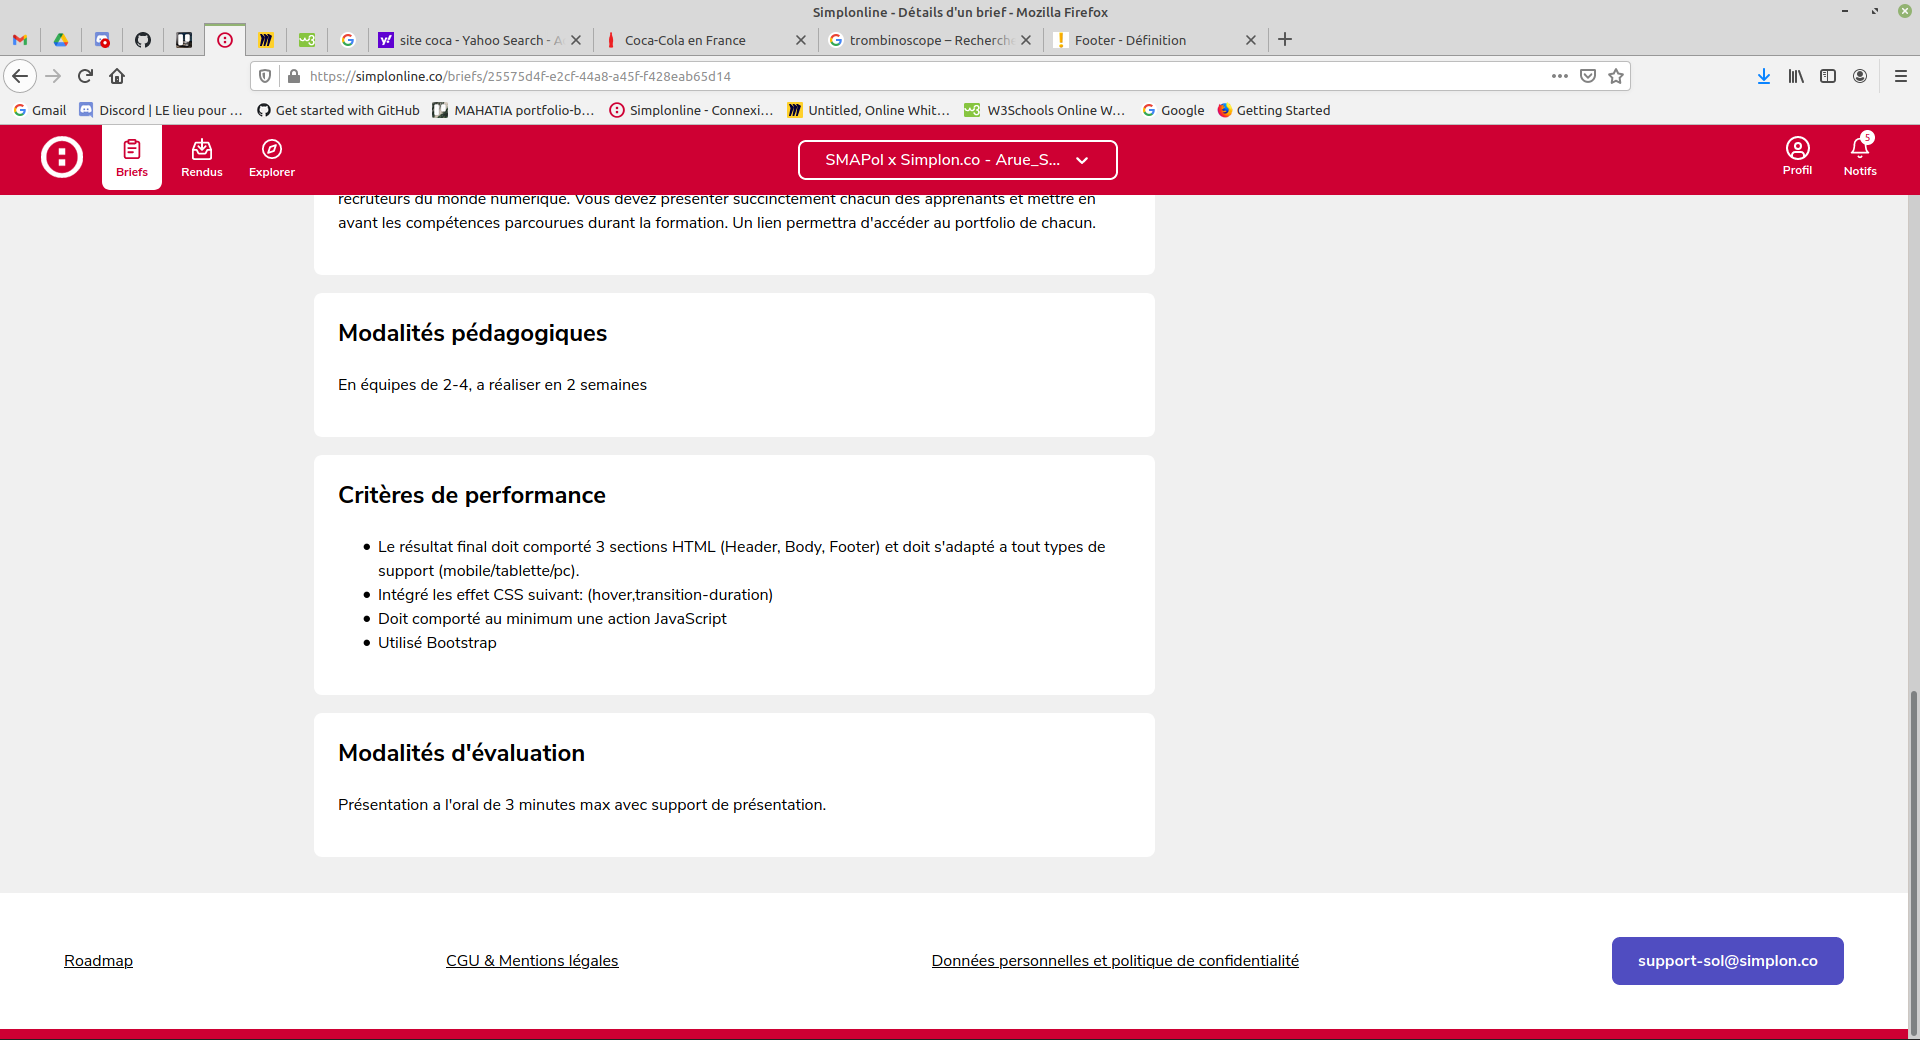 Simplonline - Détails d'un brief - Mozilla Firefox
site coca - Yahoo Search - A
Coca-Cola en France
trombinoscope – Recherche
Footer - Définition
https://simplonline.co/briefs/25575d4f-e2cf-44a8-a45f-f428eab65d14
Gmail
Discord | LE lieu pour ...
Get started with GitHub
MAHATIA portfolio-b...
Simplonline - Connexi...
Untitled, Online Whit...
W3Schools Online W...
Google
Getting Started
Briefs
Rendus
Explorer
SMAPol x Simplon.co - Arue_S...
Profil
5
Notifs
recruteurs du monde numérique. Vous devez présenter succinctement chacun des apprenants et mettre en
avant les compétences parcourues durant la formation. Un lien permettra d'accéder au portfolio de chacun.
Modalités pédagogiques
En équipes de 2-4, a réaliser en 2 semaines
Critères de performance
Le résultat final doit comporté 3 sections HTML (Header, Body, Footer) et doit s'adapté a tout types de
support (mobile/tablette/pc).
Intégré les effet CSS suivant: (hover,transition-duration)
Doit comporté au minimum une action JavaScript
Utilisé Bootstrap
Modalités d'évaluation
Présentation a l'oral de 3 minutes max avec support de présentation.
Roadmap
CGU & Mentions légales
Données personnelles et politique de confidentialité
support-sol@simplon.co